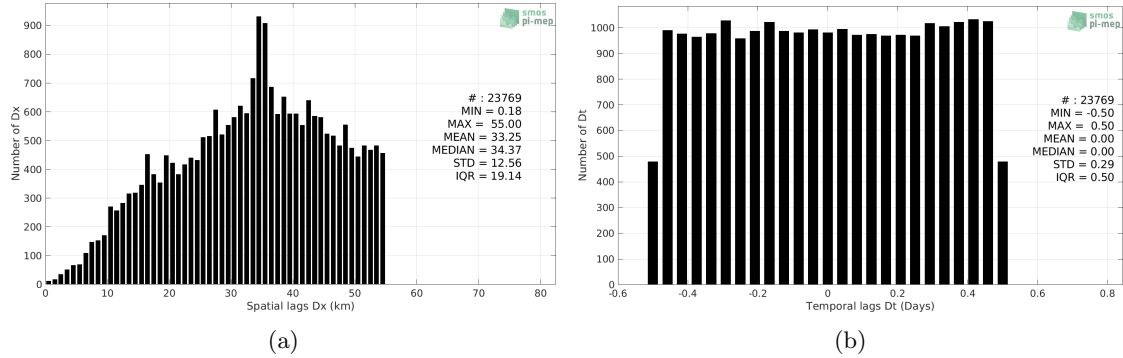 smos
pi-mep
900
800
700
600
500
400
300
200
100
0
Number of Dx
# : 23769
MIN = 0.18
MAX = 55.00
MEAN = 33.25
MEDIAN = 34.37
STD = 12.56
IQR = 19.14
0 10 20 30 40 50 60 70 80
Spatial lags Dx (km)
(a)
smos
pi-mep
1000
900
800
700
600
500
400
300
200
100
0
Number of Dt
# : 23769
MIN = -0.50
MAX = 0.50
MEAN = 0.00
MEDIAN = 0.00
STD = 0.29
IQR = 0.50
-0.6 -0.4 -0.2 0 0.2 0.4 0.6 0.8
Temporal lags Dt (Days)
(b)